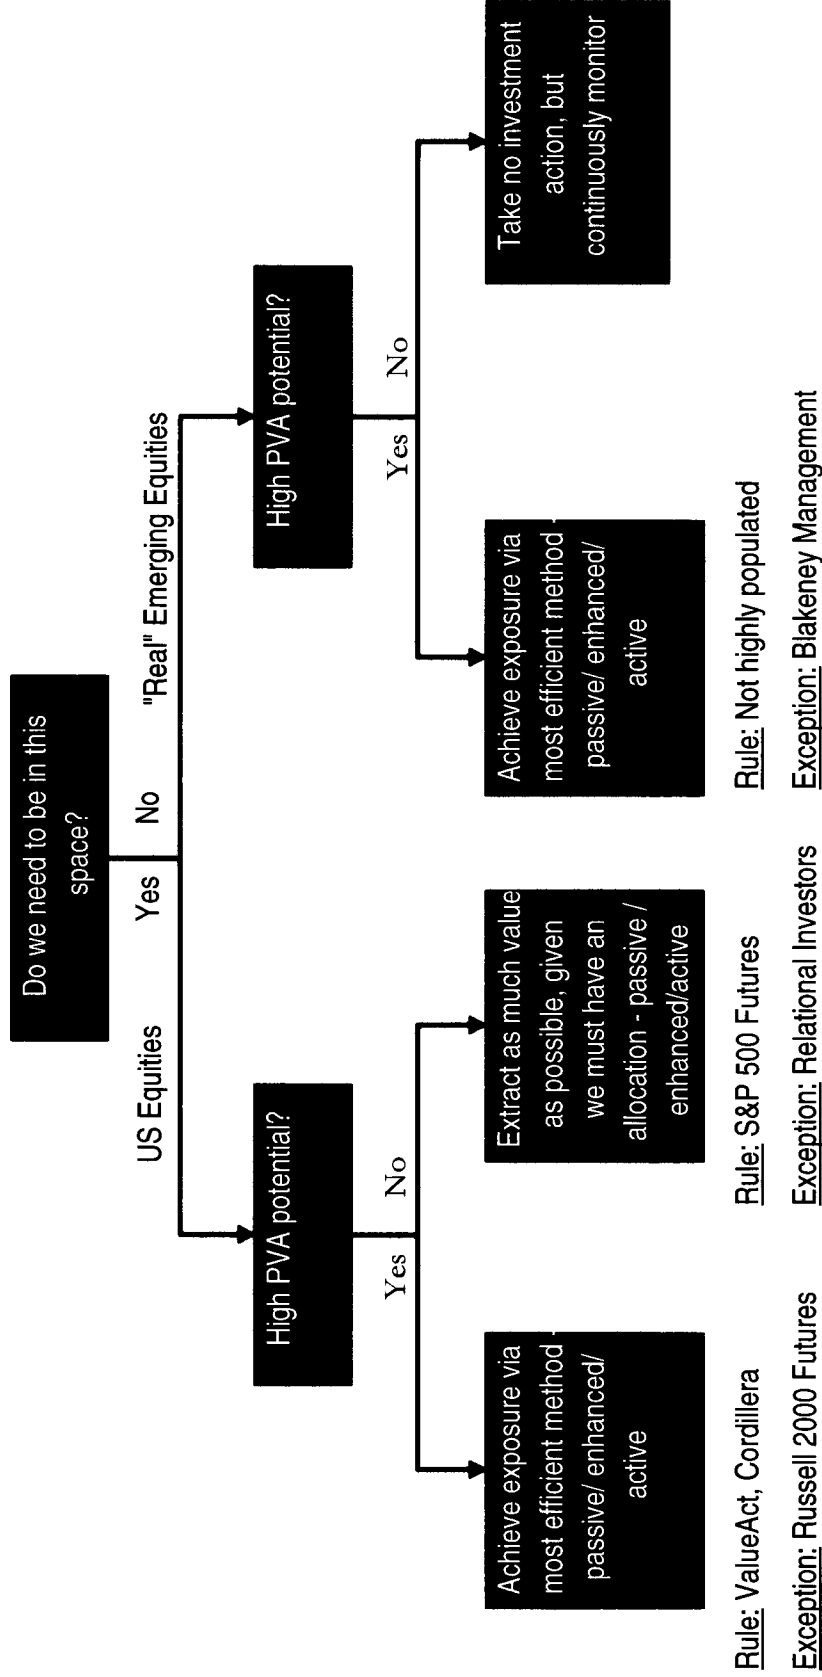 Do we need to be in this
space?
US Equities
Yes
No
"Real" Emerging Equities
High PVA potential?
High PVA potential?
Yes
No
Yes
No
Achieve exposure via
most efficient method -
passive/ enhanced/
active
Extract as much value
as possible, given
we must have an
allocation - passive /
enhanced/active
Achieve exposure via
most efficient method -
passive/ enhanced/
active
Take no investment
action, but
continuously monitor
Rule: ValueAct, Cordillera
Exception: Russell 2000 Futures
Rule: S&P 500 Futures
Exception: Relational Investors
Rule: Not highly populated
Exception: Blakeney Management